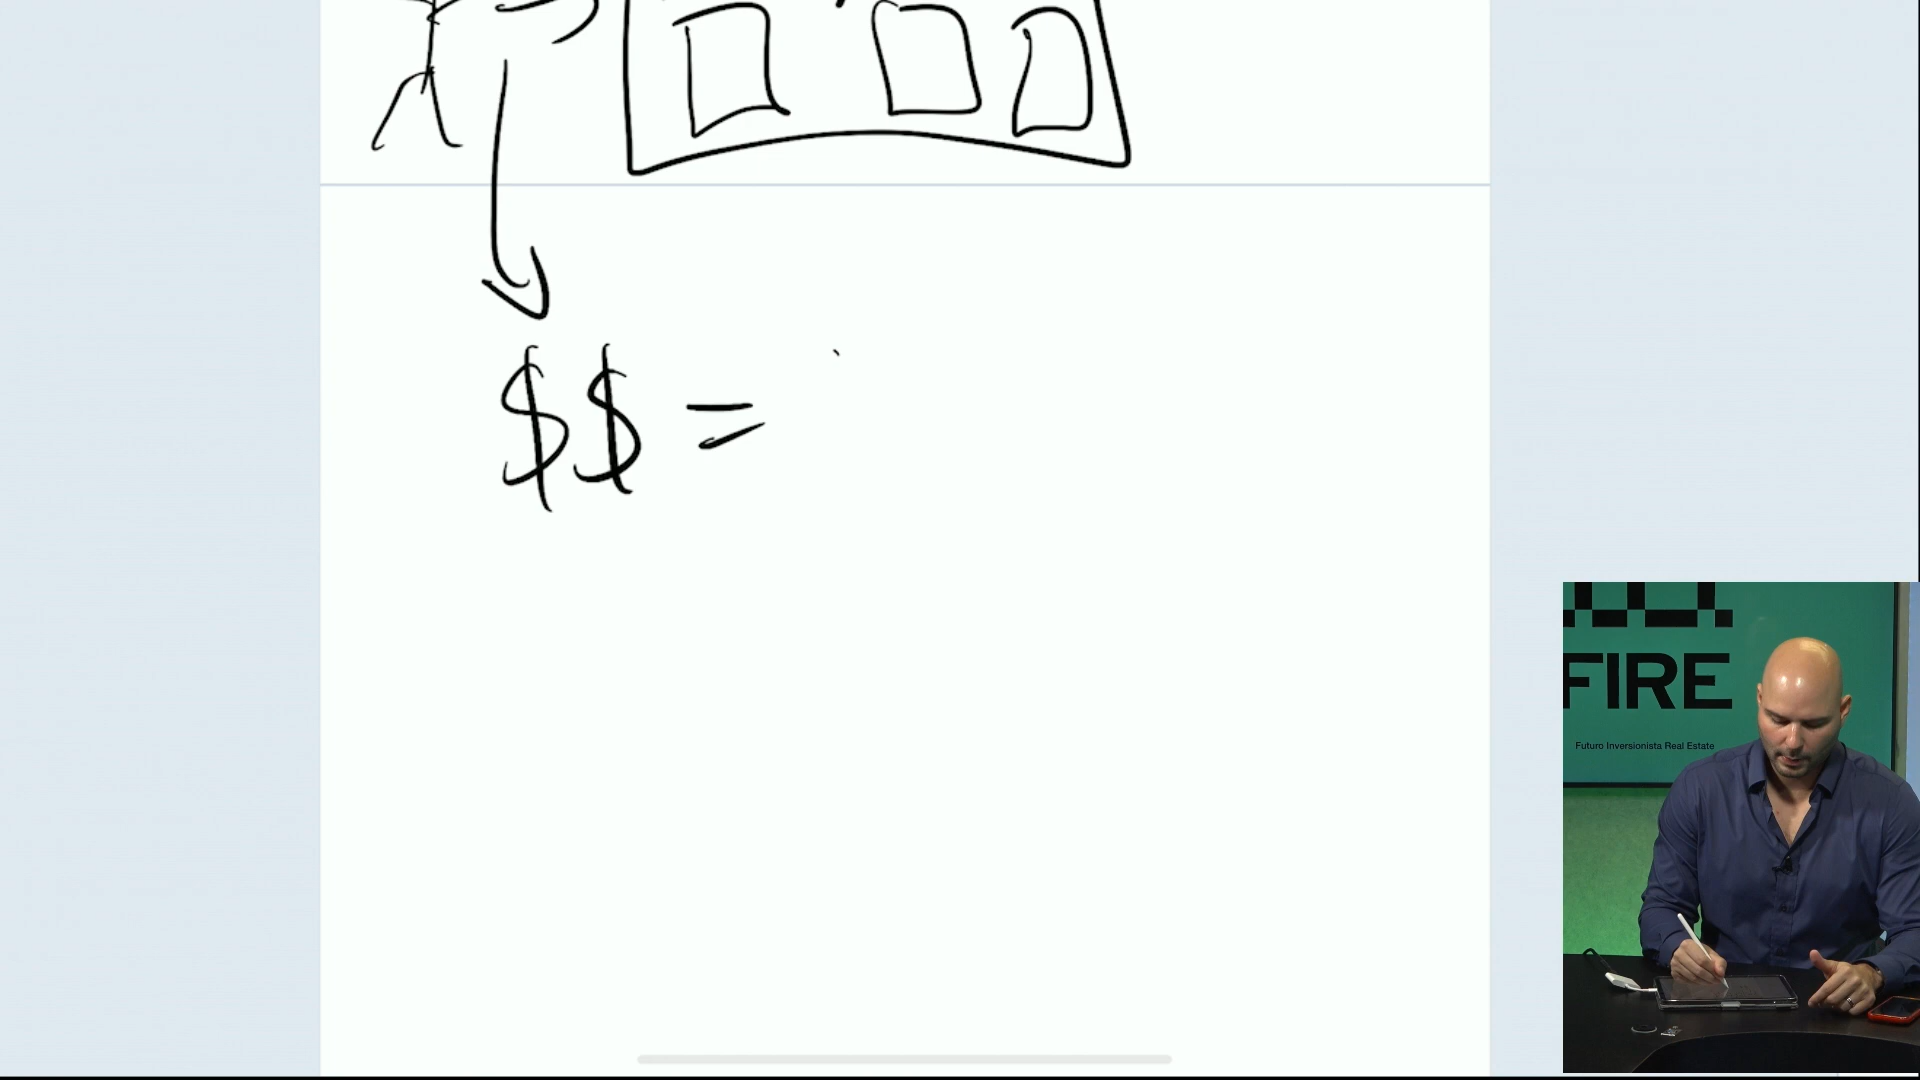 $$ =
FIRE
Futuro Inversionista Real Estate